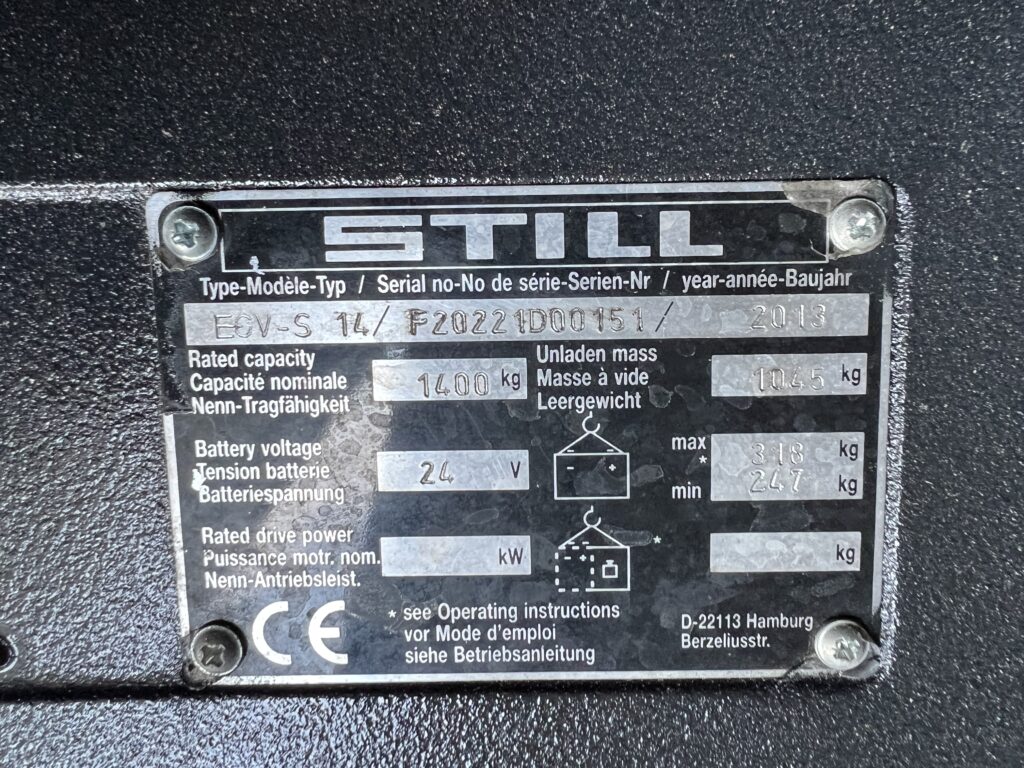 STILL
Type-Modèle-Typ / Serial no-No de série-Serien-Nr / year-année-Baujahr
EGV-S 14/ F20221D00151/ 2013
Rated capacity
Capacité nominale
Nenn-Tragfähigkeit
1400 kg
Unladen mass
Masse à vide
Leergewicht
1045 kg
Battery voltage
Tension batterie
Batteriespannung
24 V
- +
max 318 kg
*
min 247 kg
Rated drive power
Puissance motr. nom.
Nenn-Antriebsleist.
kW
- +
*
kg
CE
* see Operating instructions
vor Mode d'emploi
siehe Betriebsanleitung
D-22113 Hamburg
Berzeliusstr.